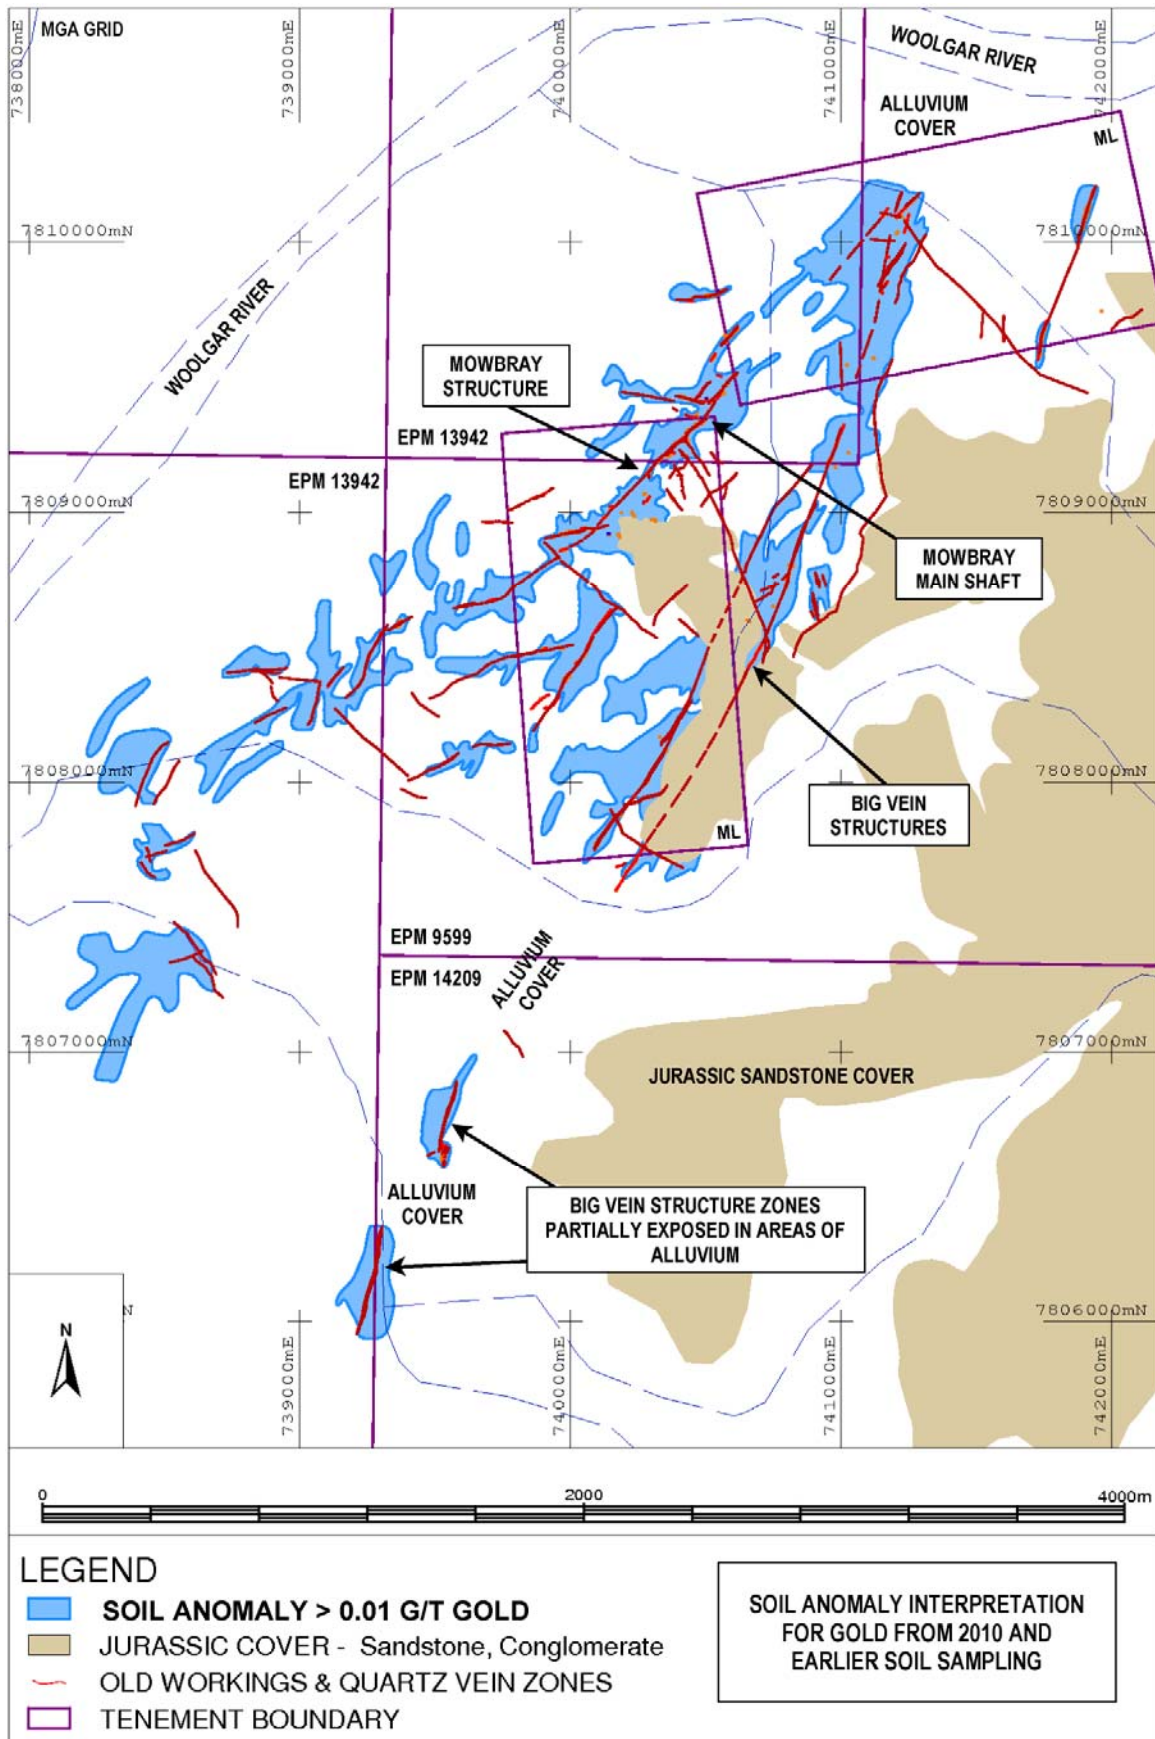 738000mE
MGA GRID
739000mE
740000mE
741000mE
742000mE
WOOLGAR RIVER
ALLUVIUM
COVER
ML
7810000mN
7810000mN
WOOLGAR RIVER
MOWBRAY
STRUCTURE
EPM 13942
EPM 13942
7809000mN
7809000mN
MOWBRAY
MAIN SHAFT
7808000mN
7808000mN
BIG VEIN
STRUCTURES
ML
EPM 9599
EPM 14209
ALLUVIUM
COVER
7807000mN
7807000mN
JURASSIC SANDSTONE COVER
ALLUVIUM
COVER
BIG VEIN STRUCTURE ZONES
PARTIALLY EXPOSED IN AREAS OF
ALLUVIUM
N
7806000mN
N
739000mE
740000mE
741000mE
742000mE
0 2000 4000m
LEGEND
SOIL ANOMALY > 0.01 G/T GOLD
JURASSIC COVER - Sandstone, Conglomerate
OLD WORKINGS & QUARTZ VEIN ZONES
TENEMENT BOUNDARY
SOIL ANOMALY INTERPRETATION
FOR GOLD FROM 2010 AND
EARLIER SOIL SAMPLING